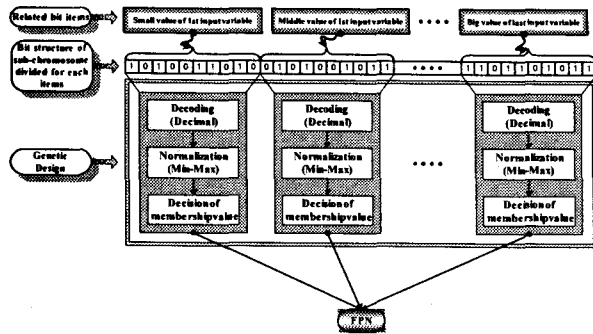 Related bit items
Small value of 1st input variable
Middle value of 1st input variable
Big value of last input variable
Bit structure of
sub-chromosome
divided for each
items
1 0 1 0 0 1 1 0 1 0
0 1 0 1 0 0 1 0 1 1
1 0 1 1 0 1 0 1 1
Decoding
(Decimal)
Decoding
(Decimal)
Decoding
(Decimal)
Genetic
Design
Normalization
(Min-Max)
Normalization
(Min-Max)
Normalization
(Min-Max)
Decision of
membershipvalue
Decision of
membershipvalue
Decision of
membershipvalue
FPN